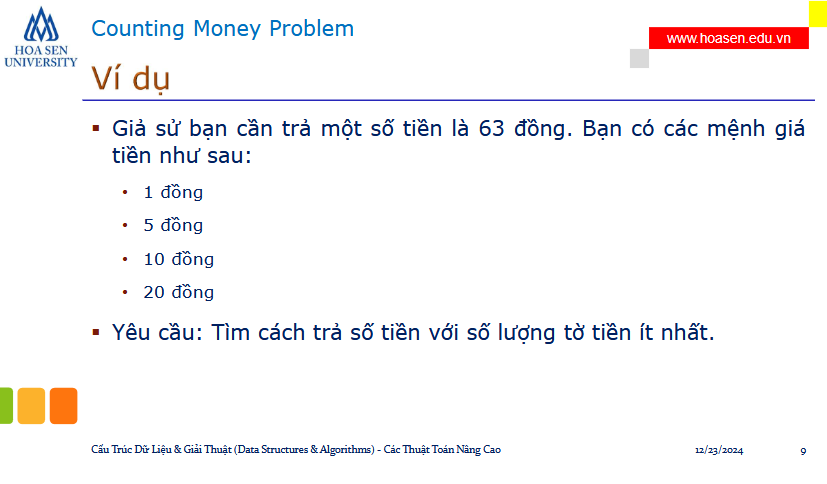 Counting Money Problem
www.hoasen.edu.vn
HOA SEN
UNIVERSITY
Ví dụ
▪ Giả sử bạn cần trả một số tiền là 63 đồng. Bạn có các mệnh giá
tiền như sau:
• 1 đồng
• 5 đồng
• 10 đồng
• 20 đồng
▪ Yêu cầu: Tìm cách trả số tiền với số lượng tờ tiền ít nhất.
Cấu Trúc Dữ Liệu & Giải Thuật (Data Structures & Algorithms) - Các Thuật Toán Nâng Cao
12/23/2024
9